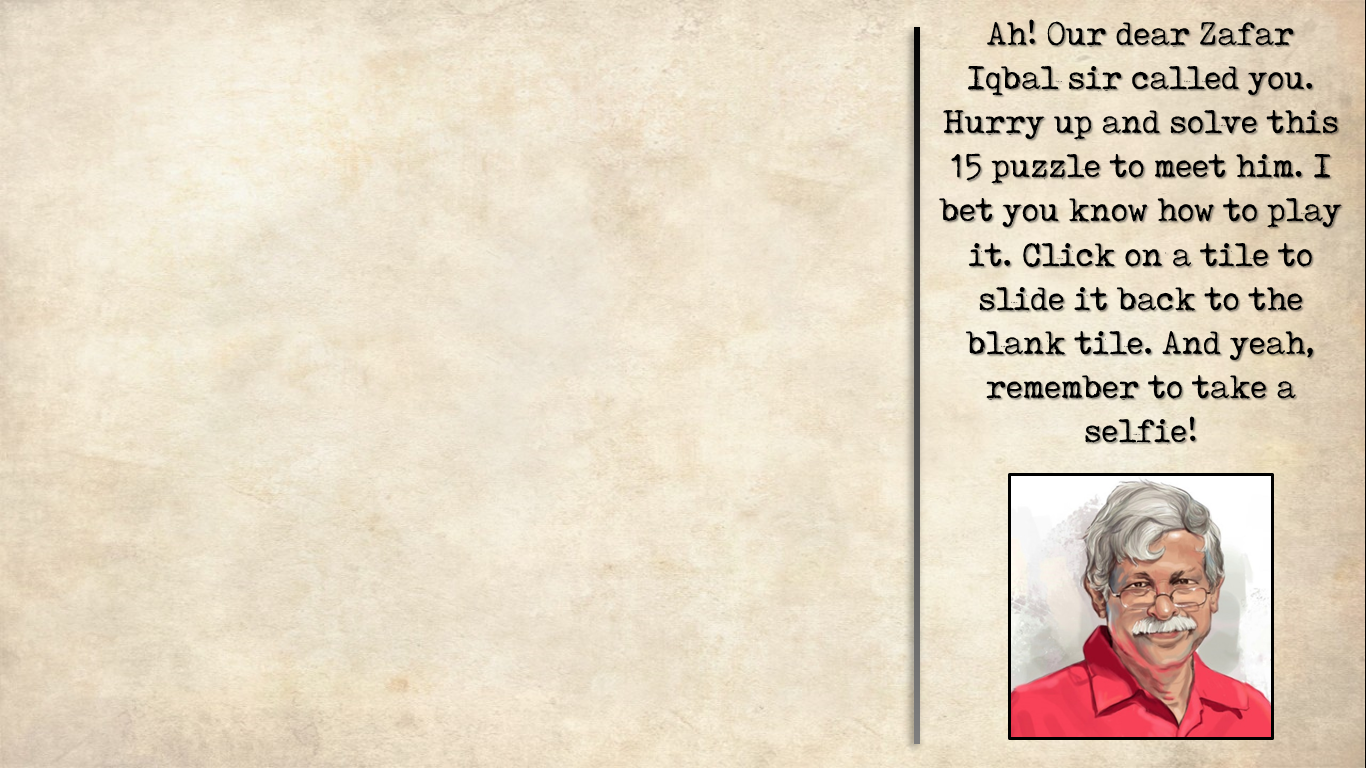 Ah! Our dear Zafar
Iqbal sir called you.
Hurry up and solve this
15 puzzle to meet him. I
bet you know how to play
it. Click on a tile to
slide it back to the
blank tile. And yeah,
remember to take a
selfie!